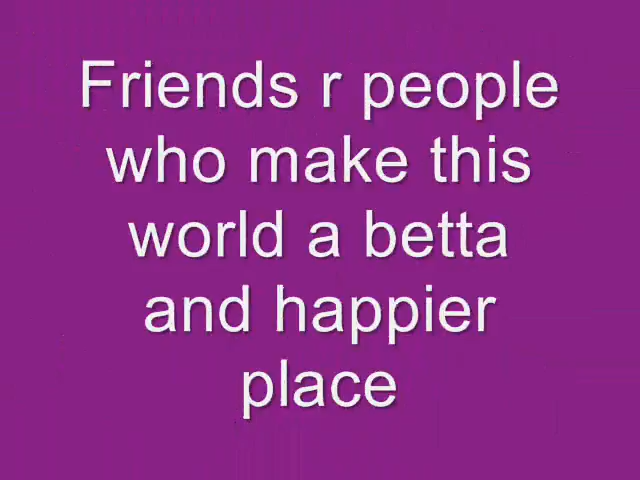 Friends r people
who make this
world a betta
and happier
place